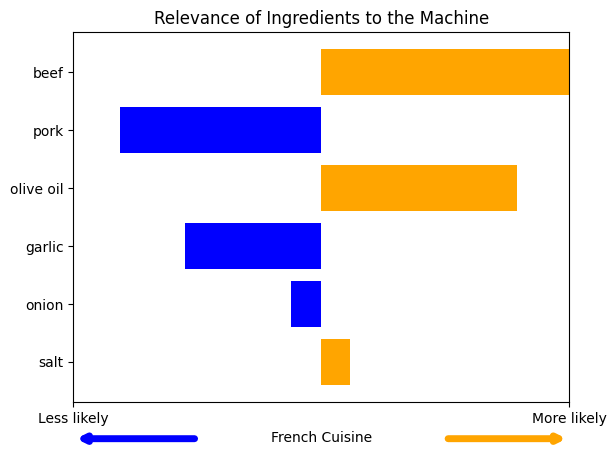 Relevance of Ingredients to the Machine
beef
pork
olive oil
garlic
onion
salt
Less likely
More likely
French Cuisine